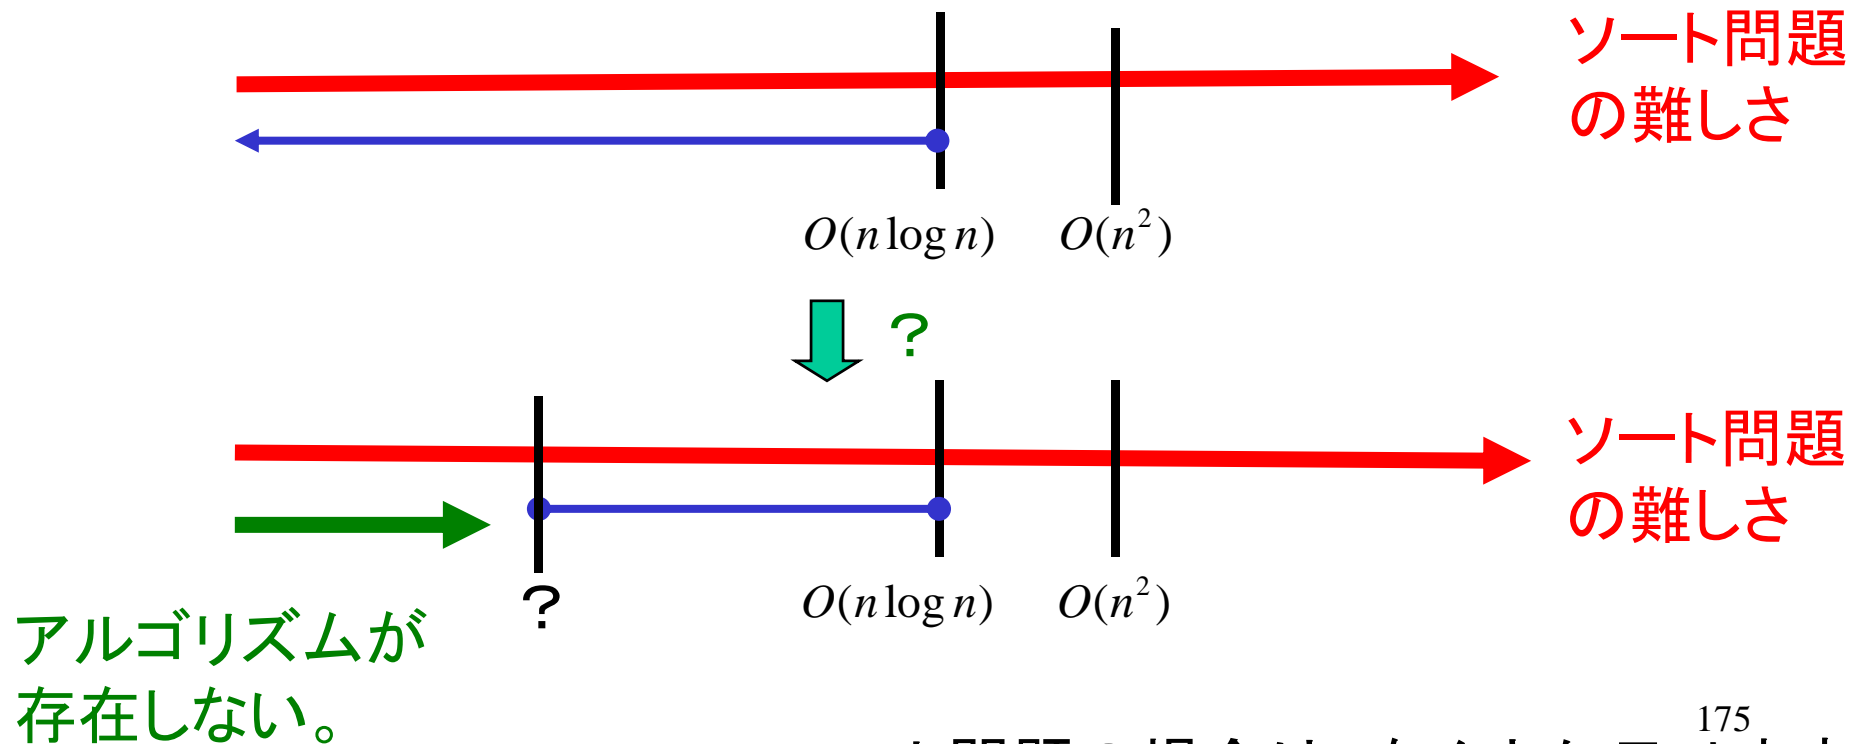 ソート問題
の難しさ
O(n log n) O(n²)
？
ソート問題
の難しさ
？ O(n log n) O(n²)
アルゴリズムが
存在しない。
175